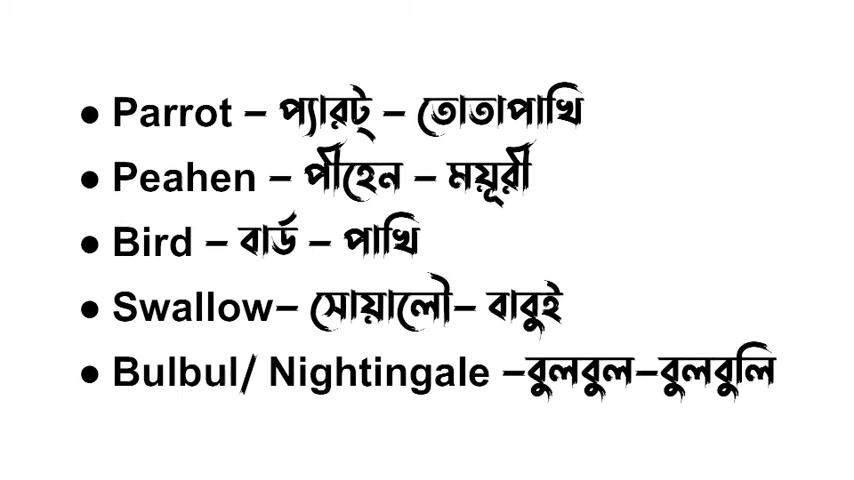 ● Parrot – প্যারট্ – তোতাপাখি
● Peahen – পীহেন – ময়ূরী
● Bird – বার্ড – পাখি
● Swallow– সোয়ালৌ– বাবুই
● Bulbul/ Nightingale –বুলবুল–বুলবুলি